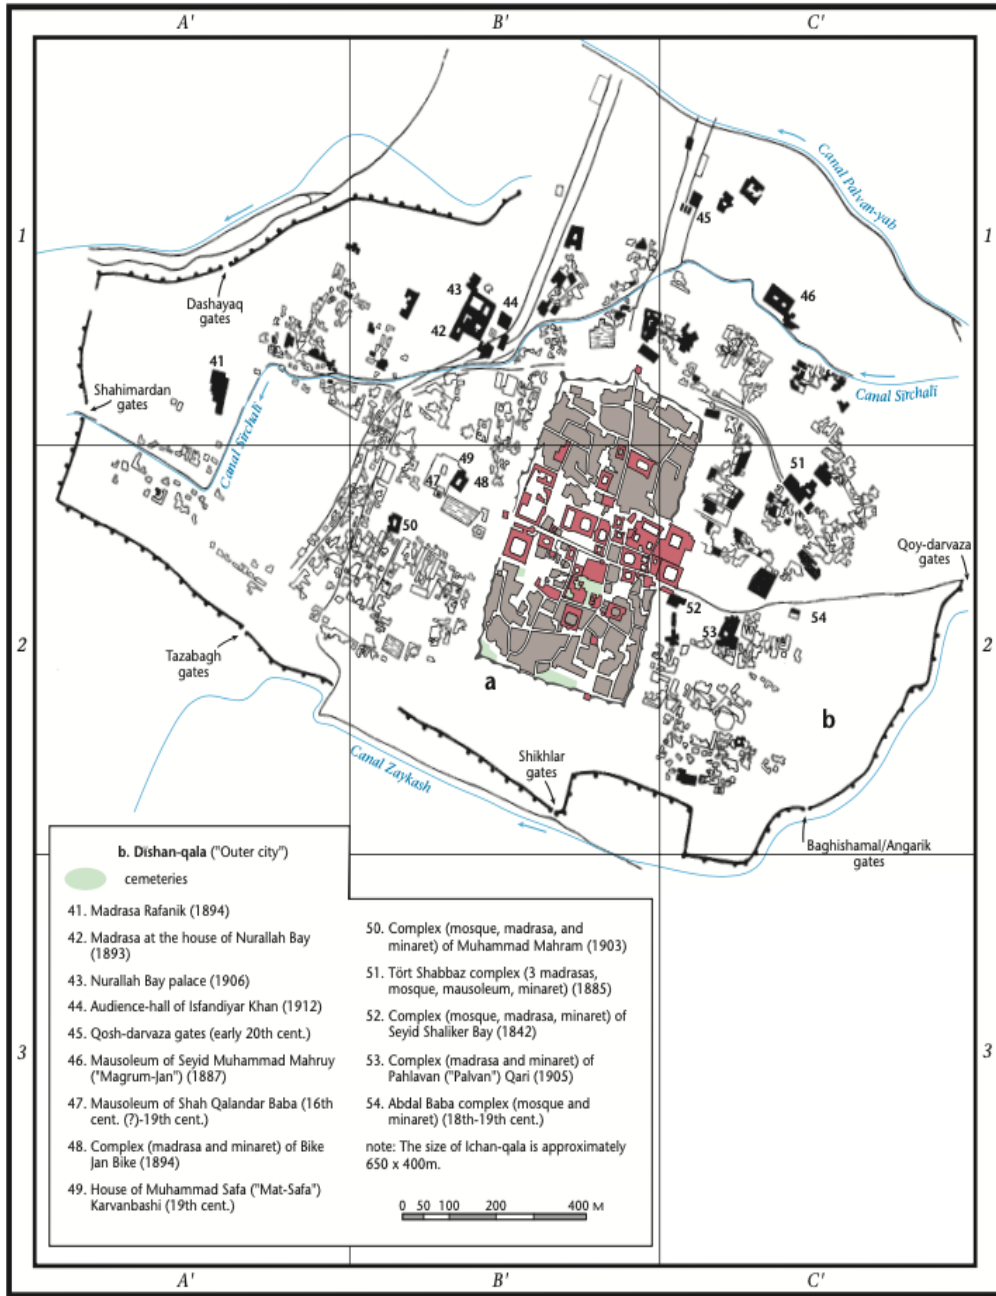 A'
B'
C'
1
1
Canal Palvan-yab
45
Dashayaq
gates
43
44
42
46
41
Shahimardan
gates
Canal Sïrchalï
Canal Sïrchalï
49
47
48
51
50
Qoy-darvaza
gates
52
53
54
2
2
Tazabagh
gates
a
b
Canal Zaykash
Shikhlar
gates
Baghishamal/Angarik
gates
b. Dïshan-qala ("Outer city")
cemeteries
41. Madrasa Rafanik (1894)
42. Madrasa at the house of Nurallah Bay
(1893)
43. Nurallah Bay palace (1906)
44. Audience-hall of Isfandiyar Khan (1912)
45. Qosh-darvaza gates (early 20th cent.)
46. Mausoleum of Seyid Muhammad Mahruy
("Magrum-Jan") (1887)
47. Mausoleum of Shah Qalandar Baba (16th
cent. (?)-19th cent.)
48. Complex (madrasa and minaret) of Bike
Jan Bike (1894)
49. House of Muhammad Safa ("Mat-Safa")
Karvanbashi (19th cent.)
50. Complex (mosque, madrasa, and
minaret) of Muhammad Mahram (1903)
51. Tört Shabbaz complex (3 madrasas,
mosque, mausoleum, minaret) (1885)
52. Complex (mosque, madrasa, minaret) of
Seyid Shaliker Bay (1842)
53. Complex (madrasa and minaret) of
Pahlavan ("Palvan") Qari (1905)
54. Abdal Baba complex (mosque and
minaret) (18th-19th cent.)
note: The size of Ichan-qala is approximately
650 x 400m.
0 50 100 200 400 M
3
3
A'
B'
C'